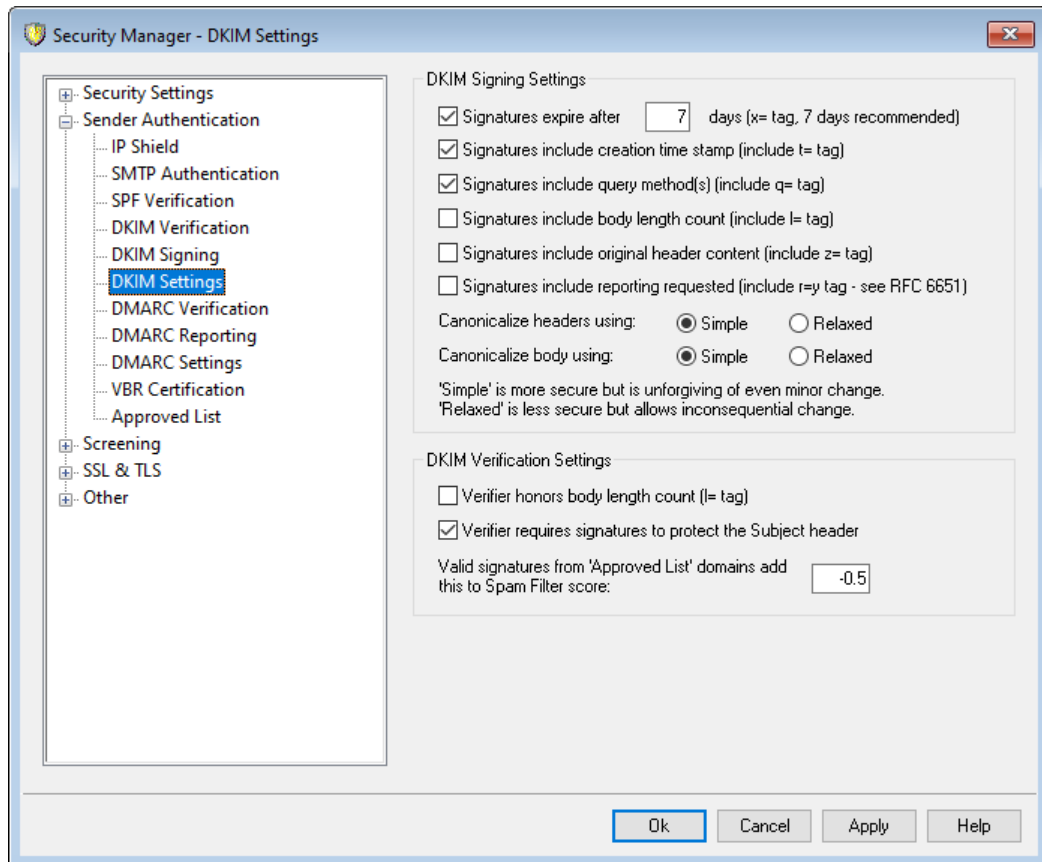 Security Manager - DKIM Settings
Security Settings
Sender Authentication
IP Shield
SMTP Authentication
SPF Verification
DKIM Verification
DKIM Signing
DKIM Settings
DMARC Verification
DMARC Reporting
DMARC Settings
VBR Certification
Approved List
Screening
SSL & TLS
Other
DKIM Signing Settings
Signatures expire after 7 days (x= tag, 7 days recommended)
Signatures include creation time stamp (include t= tag)
Signatures include query method(s) (include q= tag)
Signatures include body length count (include l= tag)
Signatures include original header content (include z= tag)
Signatures include reporting requested (include r=y tag - see RFC 6651)
Canonicalize headers using: Simple Relaxed
Canonicalize body using: Simple Relaxed
'Simple' is more secure but is unforgiving of even minor change.
'Relaxed' is less secure but allows inconsequential change.
DKIM Verification Settings
Verifier honors body length count (l= tag)
Verifier requires signatures to protect the Subject header
Valid signatures from 'Approved List' domains add
this to Spam Filter score: -0.5
Ok Cancel Apply Help